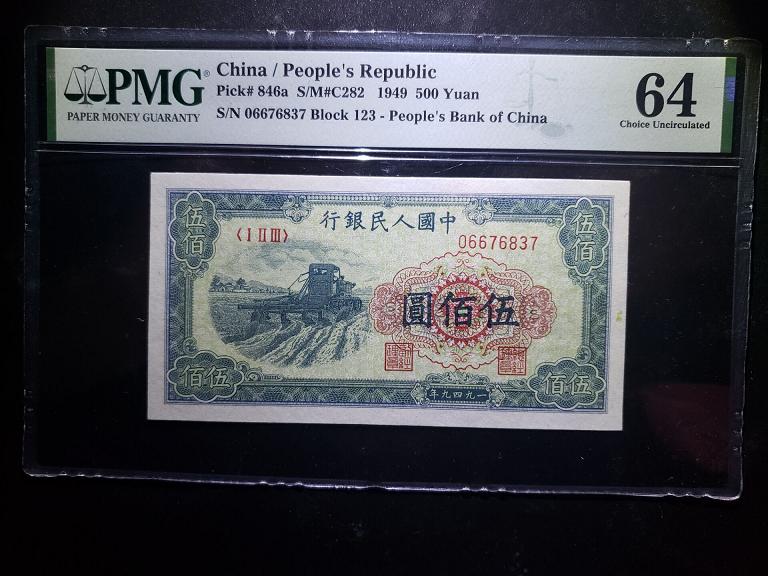 PMG®
PAPER MONEY GUARANTY
China / People's Republic
Pick# 846a S/M#C282 1949 500 Yuan
S/N 06676837 Block 123 - People's Bank of China
64
Choice Uncirculated
伍佰
行銀民人國中
伍佰
〈I II III〉
06676837
圓佰伍
佰伍
年九四九一
佰伍